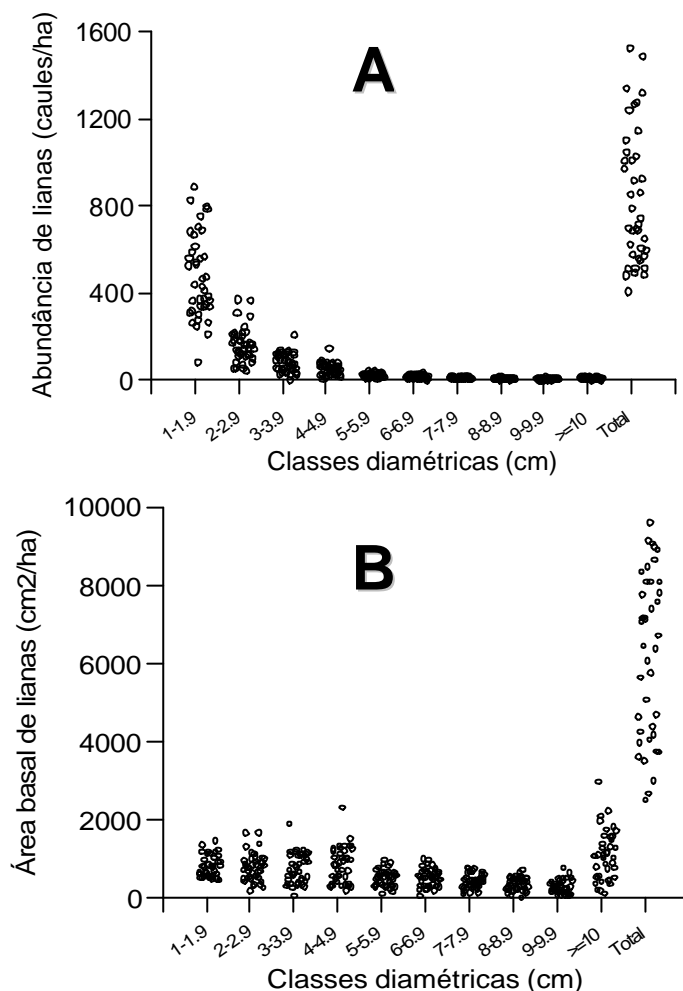 A
Abundância de lianas (caules/ha)
1600
1200
800
400
0
1-1.9 2-2.9 3-3.9 4-4.9 5-5.9 6-6.9 7-7.9 8-8.9 9-9.9 >=10 Total
Classes diamétricas (cm)
B
Área basal de lianas (cm2/ha)
10000
8000
6000
4000
2000
0
1-1.9 2-2.9 3-3.9 4-4.9 5-5.9 6-6.9 7-7.9 8-8.9 9-9.9 >=10 Total
Classes diamétricas (cm)